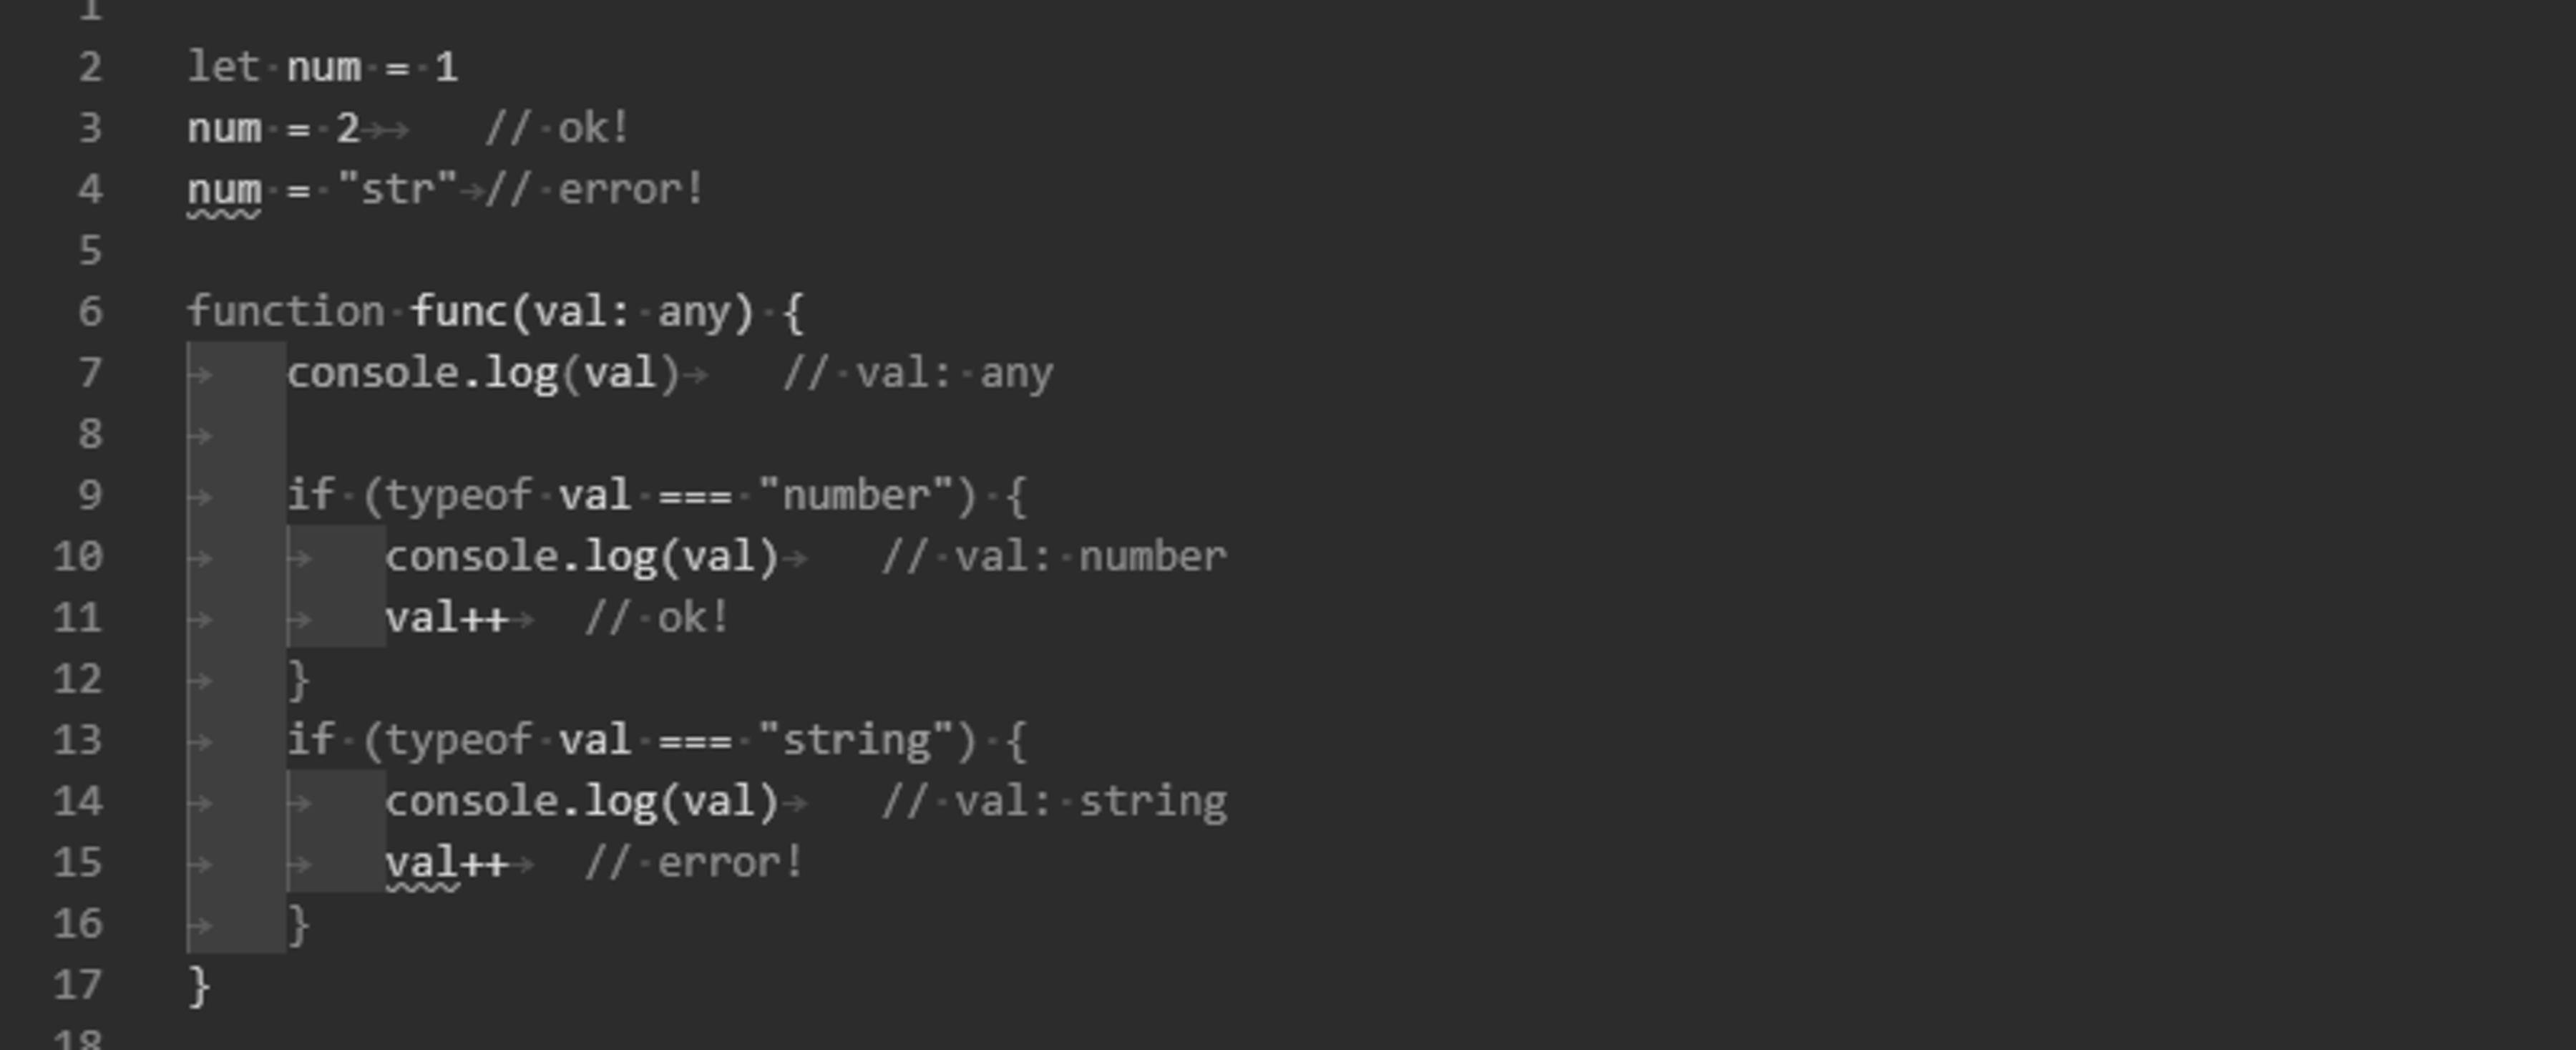 1
2 let num = 1
3 num = 2 // ok!
4 num = "str" // error!
5
6 function func(val: any) {
7 console.log(val) // val: any
8
9 if (typeof val === "number") {
10 console.log(val) // val: number
11 val++ // ok!
12 }
13 if (typeof val === "string") {
14 console.log(val) // val: string
15 val++ // error!
16 }
17 }
18